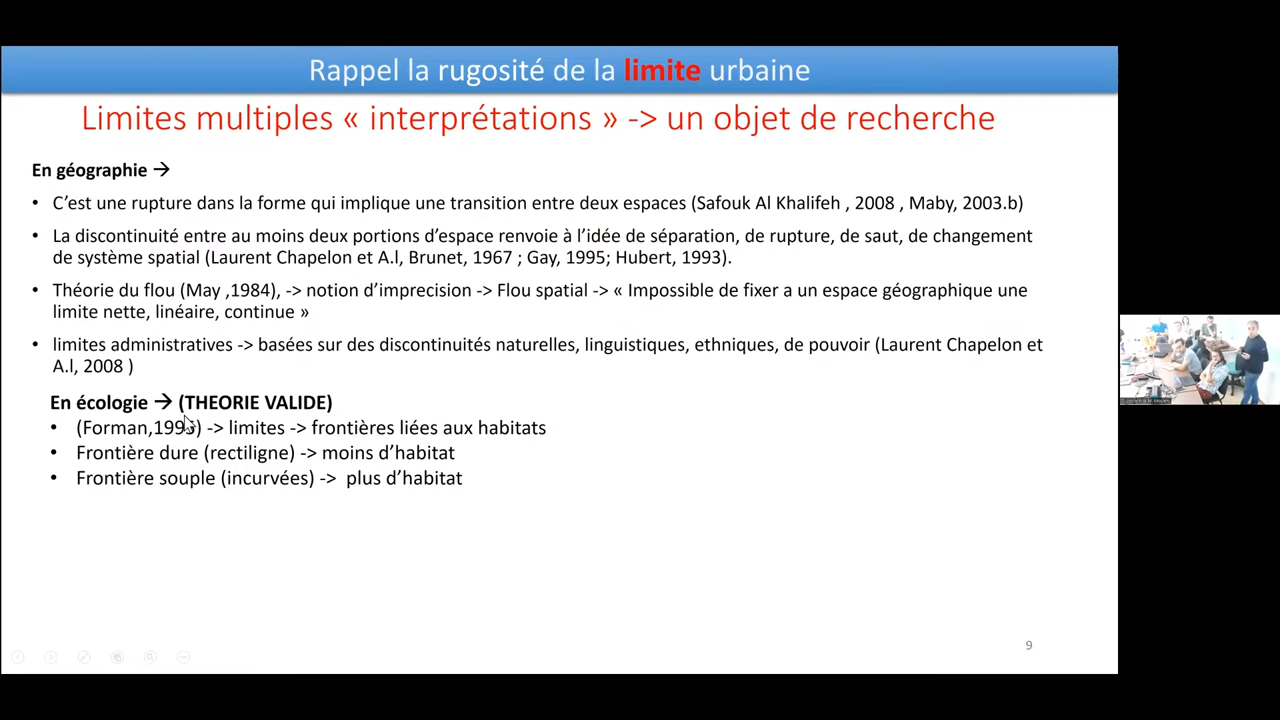 Rappel la rugosité de la limite urbaine
Limites multiples « interprétations » -> un objet de recherche
En géographie →
• C’est une rupture dans la forme qui implique une transition entre deux espaces (Safouk Al Khalifeh , 2008 , Maby, 2003.b)
• La discontinuité entre au moins deux portions d’espace renvoie à l’idée de séparation, de rupture, de saut, de changement
de système spatial (Laurent Chapelon et A.l, Brunet, 1967 ; Gay, 1995; Hubert, 1993).
• Théorie du flou (May ,1984), -> notion d’imprecision -> Flou spatial -> « Impossible de fixer a un espace géographique une
limite nette, linéaire, continue »
• limites administratives -> basées sur des discontinuités naturelles, linguistiques, ethniques, de pouvoir (Laurent Chapelon et
A.l, 2008 )
En écologie → (THEORIE VALIDE)
• -> limites -> frontières liées aux habitats
• Frontière dure (rectiligne) -> moins d’habitat
• Frontière souple (incurvées) -> plus d’habitat
9